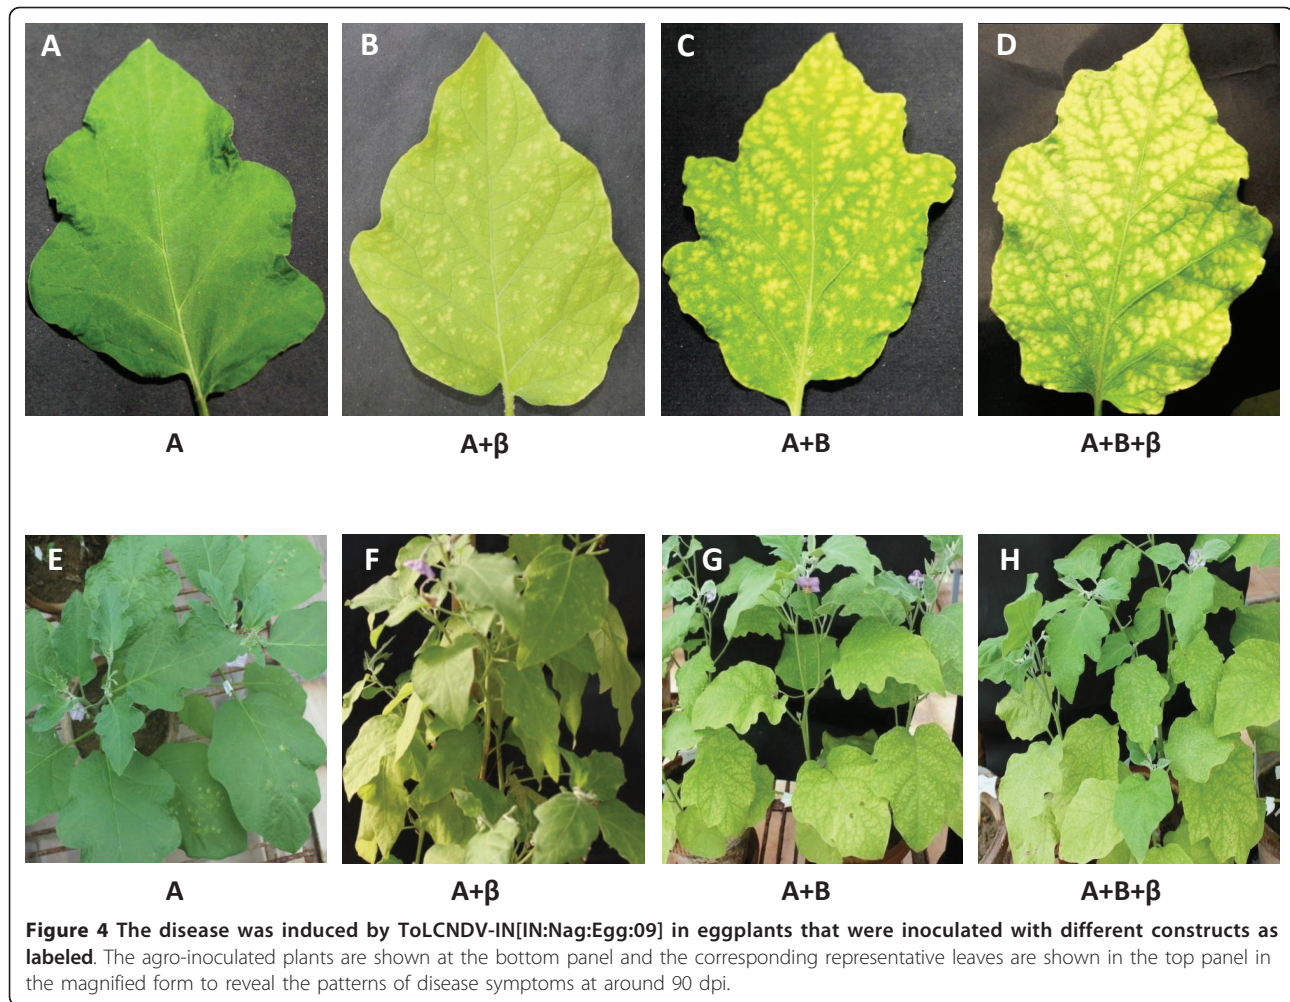 A B C D
A A+β A+B A+B+β
E F G H
A A+β A+B A+B+β
Figure 4 The disease was induced by ToLCNDV-IN[IN:Nag:Egg:09] in eggplants that were inoculated with different constructs as
labeled. The agro-inoculated plants are shown at the bottom panel and the corresponding representative leaves are shown in the top panel in
the magnified form to reveal the patterns of disease symptoms at around 90 dpi.